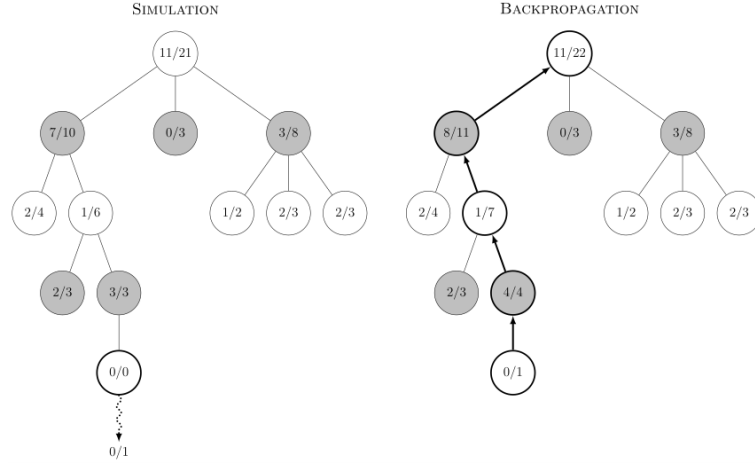 SIMULATION
11/21
7/10 0/3 3/8
2/4 1/6 1/2 2/3 2/3
2/3 3/3
0/0
0/1
BACKPROPAGATION
11/22
8/11 0/3 3/8
2/4 1/7 1/2 2/3 2/3
2/3 4/4
0/1